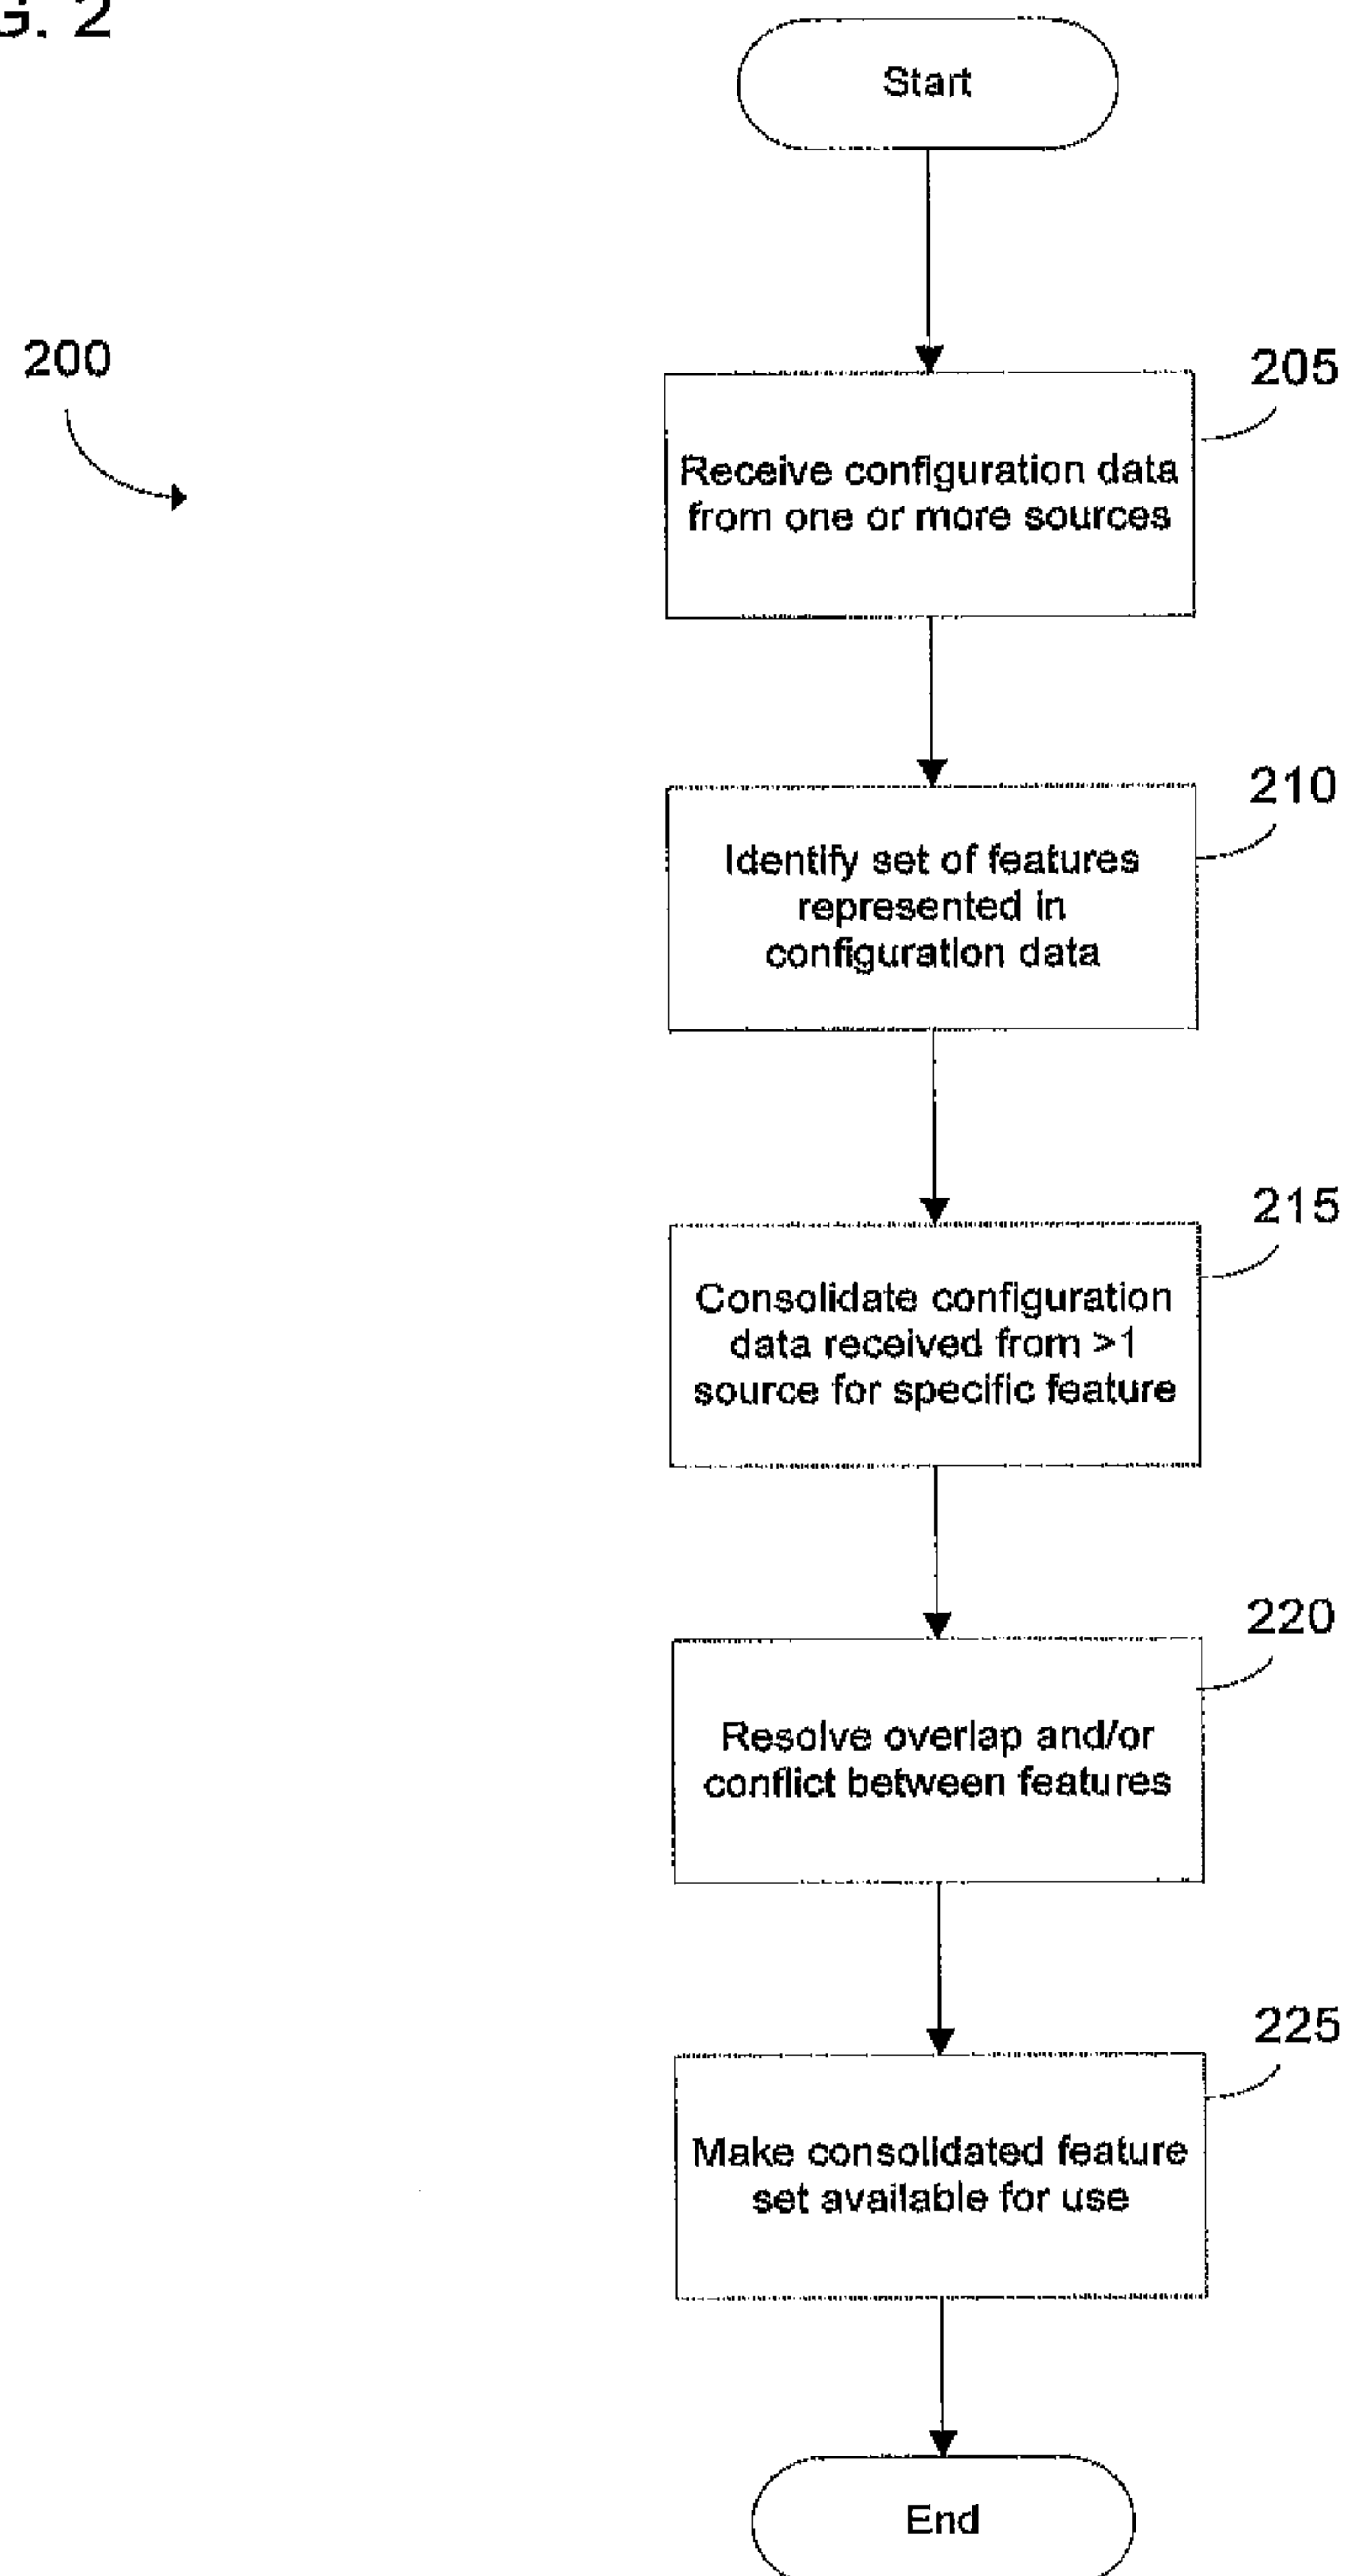 G. 2
Start
200
205
Receive configuration data
from one or more sources
210
Identify set of features
represented in
configuration data
215
Consolidate configuration
data received from >1
source for specific feature
220
Resolve overlap and/or
conflict between features
225
Make consolidated feature
set available for use
End